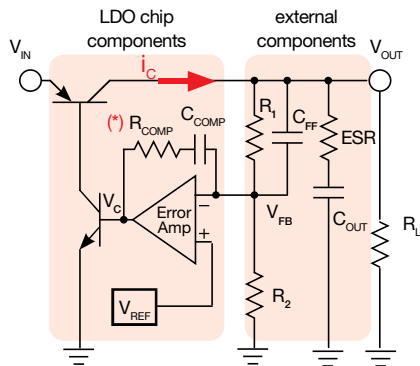 LDO chip
components
external
components
V_IN
i_C
V_OUT
(*)
R_COMP
C_COMP
R_1
C_FF
ESR
V_C
Error
Amp
−
+
V_FB
C_OUT
R_L
V_REF
R_2